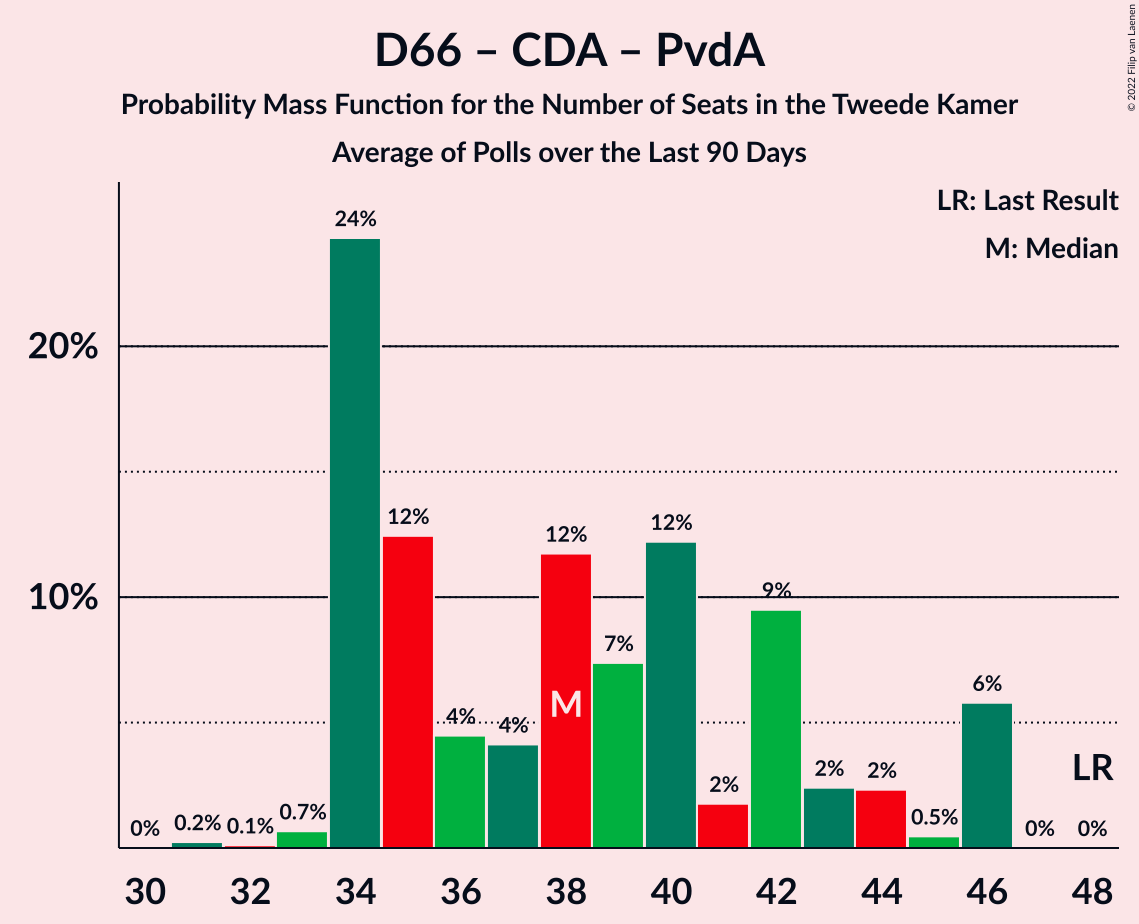 D66 – CDA – PvdA
Probability Mass Function for the Number of Seats in the Tweede Kamer
Average of Polls over the Last 90 Days
© 2022 Filip van Laenen
LR: Last Result
M: Median
24%
20%
12%
12%
12%
10%
9%
7%
M
6%
4%
4%
LR
2%
2%
2%
0%
0.2%
0.1%
0.7%
0.5%
0%
0%
30 32 34 36 38 40 42 44 46 48